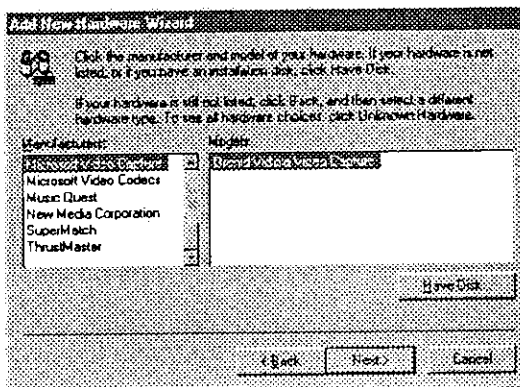 Add New Hardware Wizard
Click the manufacturer and model of your hardware. If your hardware is not
listed, or if you have an installation disk, click Have Disk.
If your hardware is still not listed, click Back, and then select a different
hardware type. To see all hardware choices, click Unknown Hardware.
Manufacturers:
Models:
Microsoft Video Codecs
Music Quest
New Media Corporation
SuperMatch
ThrustMaster
Have Disk...
< Back
Next >
Cancel